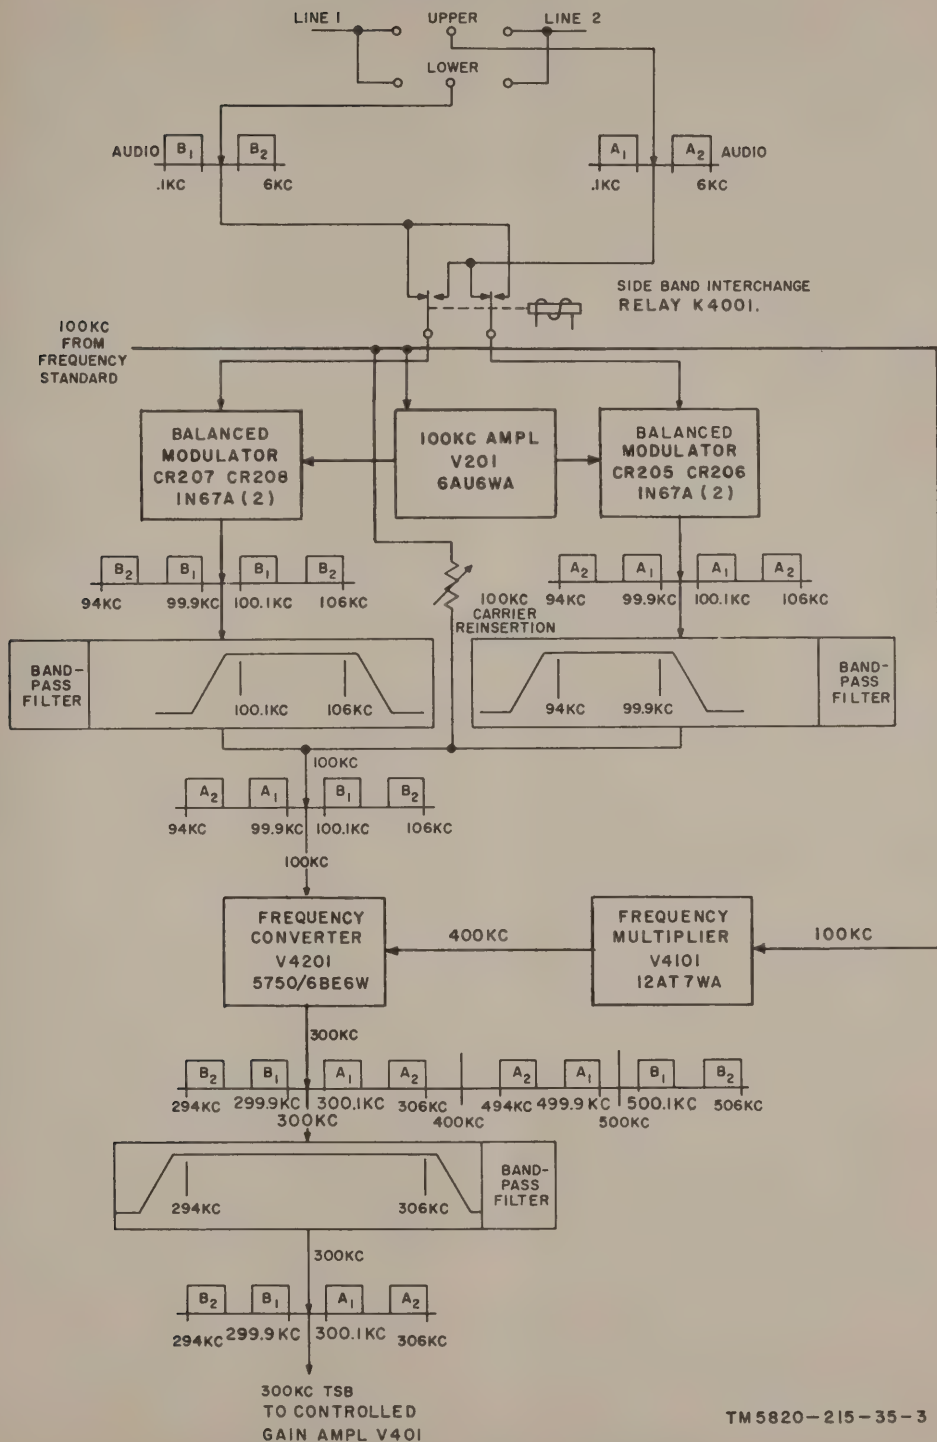 LINE 1 UPPER LINE 2
LOWER
AUDIO B1 B2
.1KC 6KC
A1 A2 AUDIO
.1KC 6KC
SIDE BAND INTERCHANGE
RELAY K4001.
100KC
FROM
FREQUENCY
STANDARD
BALANCED
MODULATOR
CR207 CR208
IN67A (2)
100KC AMPL
V201
6AU6WA
BALANCED
MODULATOR
CR205 CR206
IN67A (2)
B2 B1 B1 B2
94KC 99.9KC 100.1KC 106KC
A2 A1 A1 A2
94KC 99.9KC 100.1KC 106KC
100KC
CARRIER
REINSERTION
BAND-
PASS
FILTER
100.1KC 106KC
94KC 99.9KC
BAND-
PASS
FILTER
100KC
A2 A1 B1 B2
94KC 99.9KC 100.1KC 106KC
100KC
FREQUENCY
CONVERTER
V4201
5750/6BE6W
400KC
FREQUENCY
MULTIPLIER
V4101
12AT7WA
100KC
300KC
B2 B1 A1 A2 A2 A1 B1 B2
294KC 299.9KC 300.1KC 306KC 494KC 499.9KC 500.1KC 506KC
300KC 400KC 500KC
294KC 306KC
BAND-
PASS
FILTER
300KC
B2 B1 A1 A2
294KC 299.9KC 300.1KC 306KC
300KC TSB
TO CONTROLLED
GAIN AMPL V401
TM5820-215-35-3